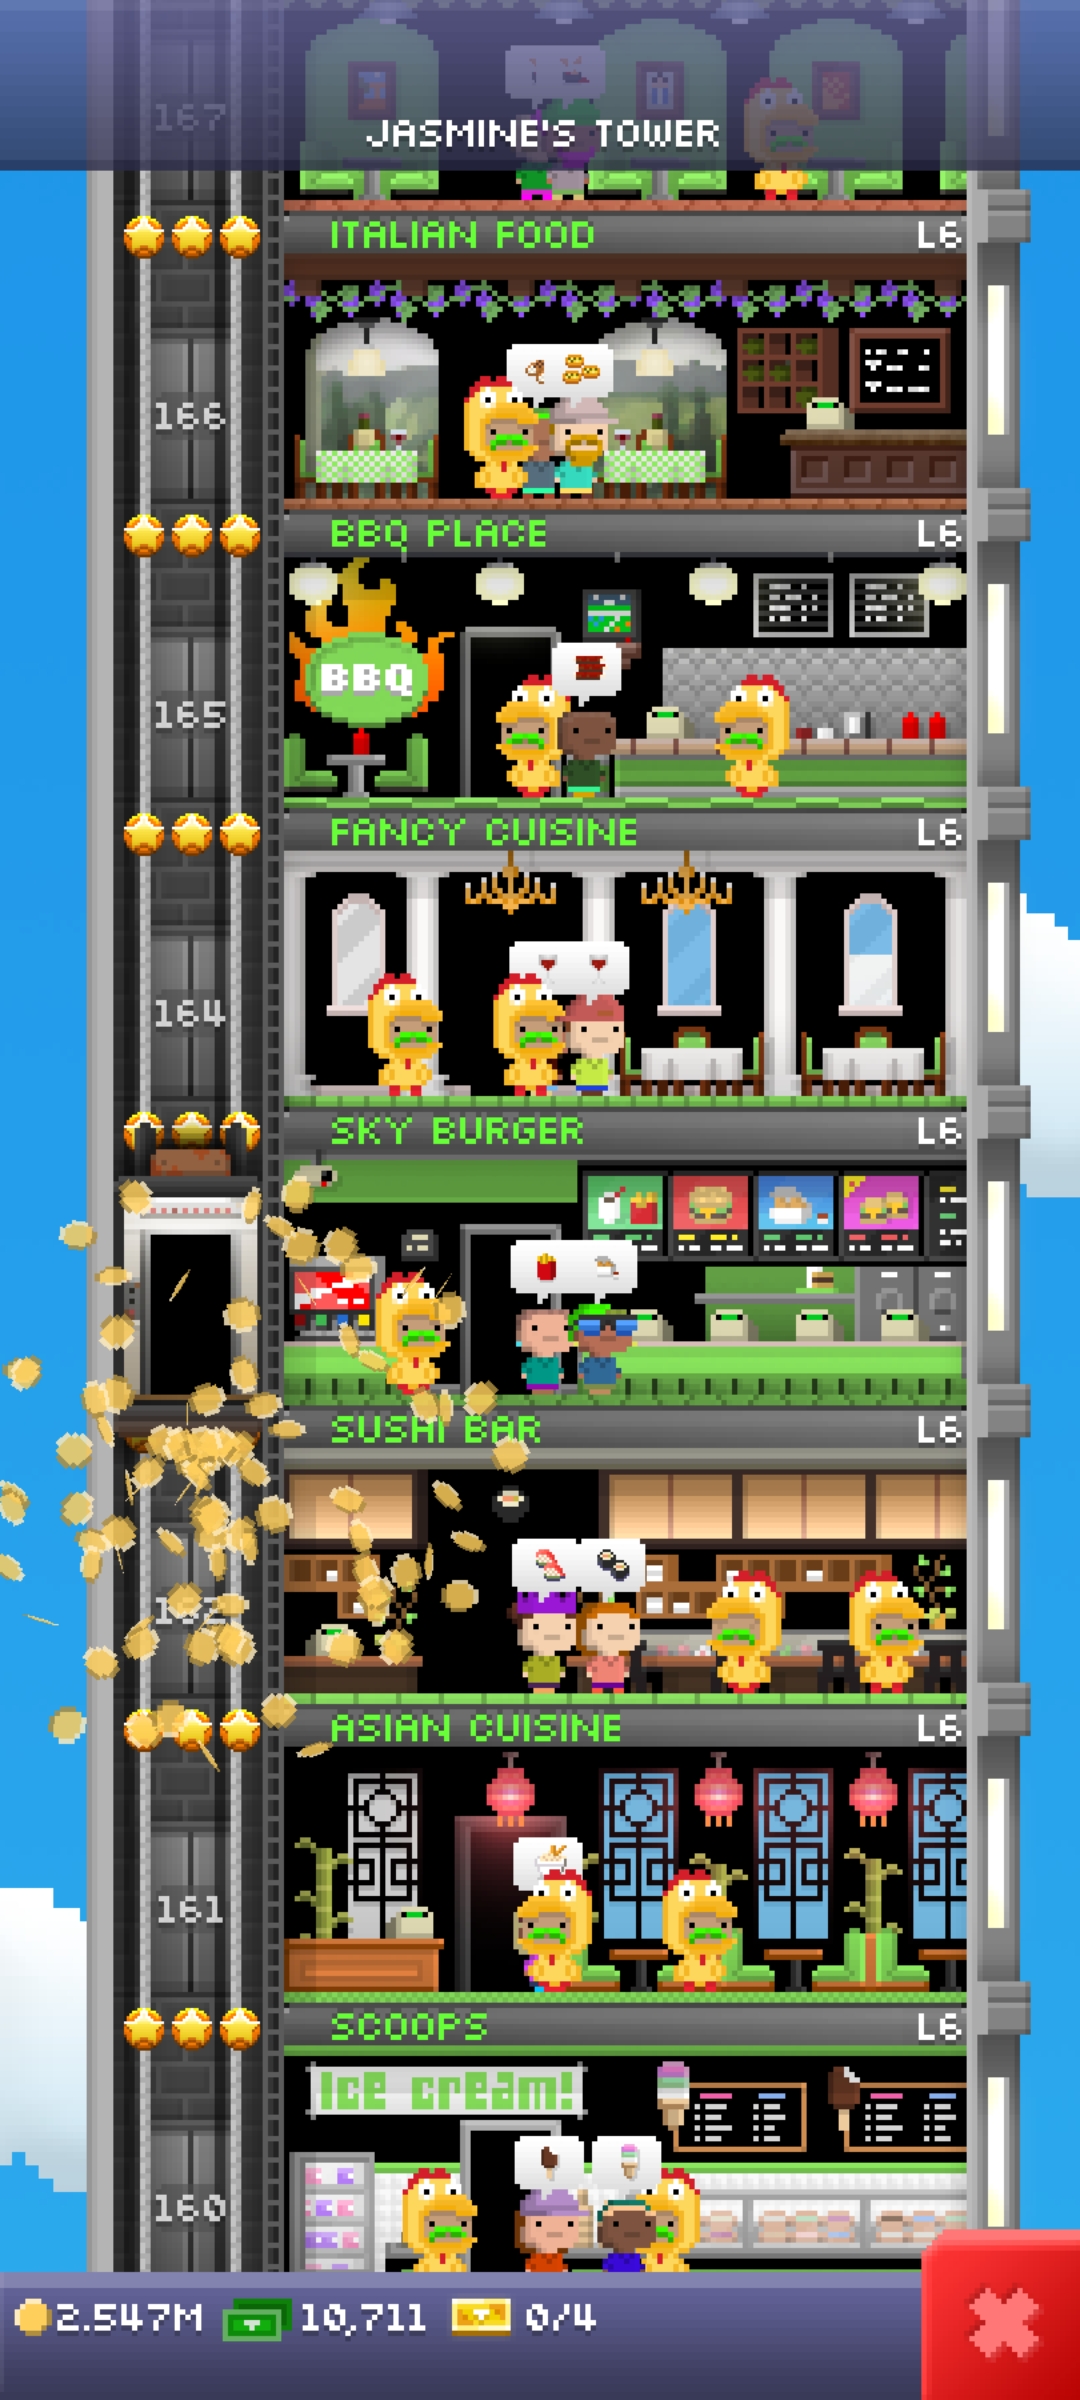 167
JASMINE'S TOWER
ITALIAN FOOD L6
166
BBQ PLACE L6
BBQ
165
FANCY CUISINE L6
164
SKY BURGER L6
SUSHI BAR L6
162
ASIAN CUISINE L6
161
SCOOPS L6
Ice cream!
160
2.547M 10,711 0/4